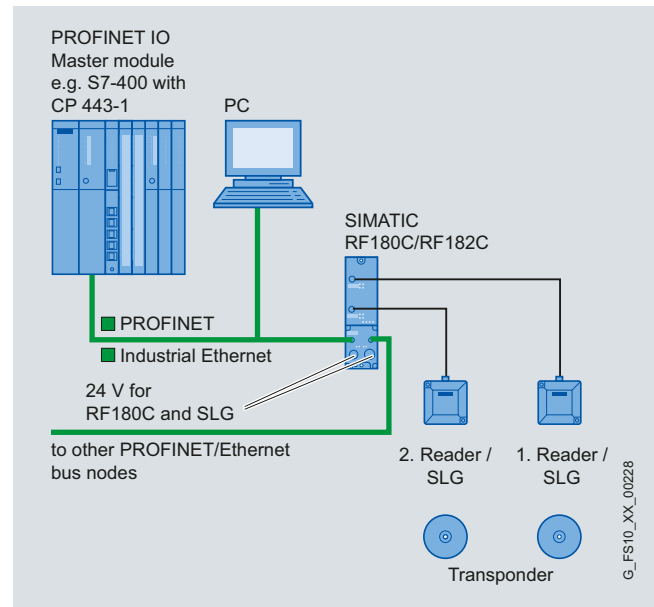 PROFINET IO
Master module
e.g. S7-400 with
CP 443-1
PC
SIMATIC
RF180C/RF182C
PROFINET
Industrial Ethernet
24 V for
RF180C and SLG
to other PROFINET/Ethernet
bus nodes
2. Reader /
SLG
1. Reader /
SLG
Transponder
G_FS10_XX_00228